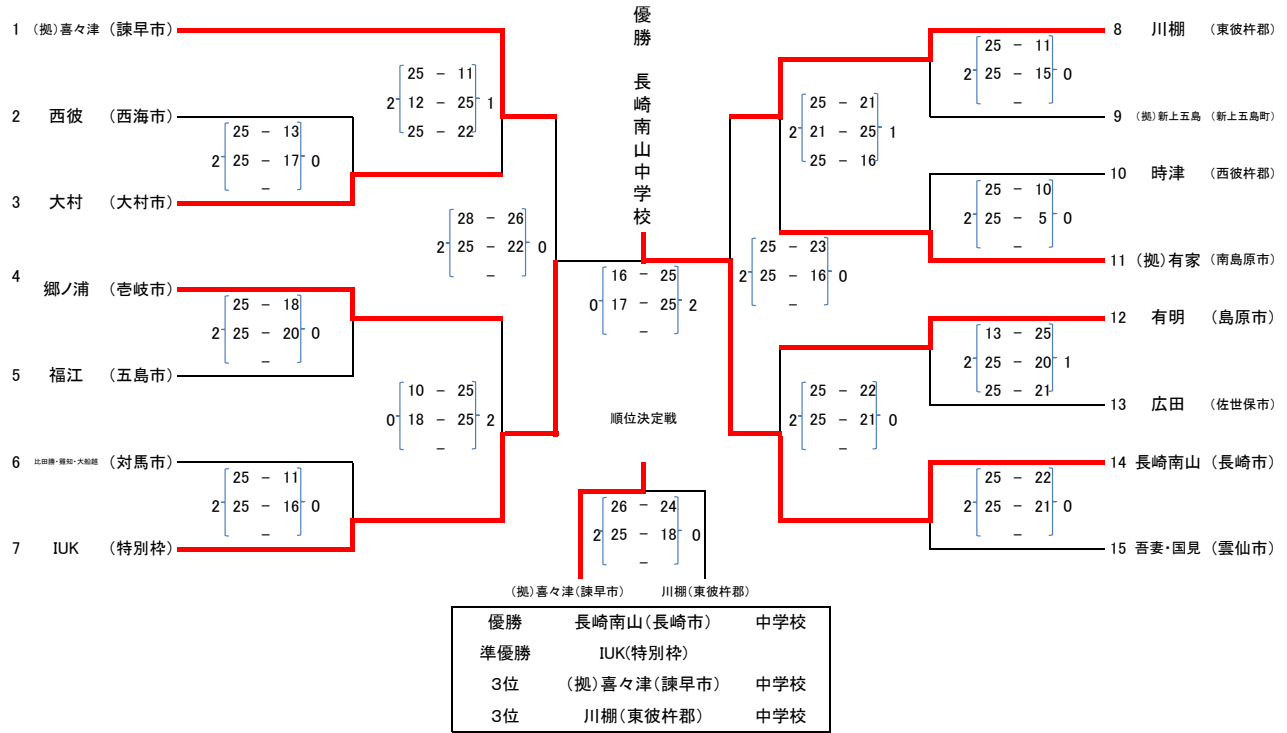 優勝 長崎南山中学校
1 (拠)喜々津 (諫早市)
2 西彼 (西海市)
3 大村 (大村市)
4 郷ノ浦 (壱岐市)
5 福江 (五島市)
6 比田勝・雞知・大船越 (対馬市)
7 IUK (特別枠)
25 - 13
2 25 - 17 0
-
25 - 18
2 25 - 20 0
-
25 - 11
2 25 - 16 0
-
25 - 11
2 12 - 25 1
25 - 22
10 - 25
0 18 - 25 2
-
28 - 26
2 25 - 22 0
-
16 - 25
0 17 - 25 2
-
25 - 23
2 25 - 16 0
-
25 - 21
2 21 - 25 1
25 - 16
25 - 22
2 25 - 21 0
-
25 - 11
2 25 - 15 0
-
25 - 10
2 25 - 5 0
-
13 - 25
2 25 - 20 1
25 - 21
25 - 22
2 25 - 21 0
-
8 川棚 (東彼杵郡)
9 (拠)新上五島 (新上五島町)
10 時津 (西彼杵郡)
11 (拠)有家 (南島原市)
12 有明 (島原市)
13 広田 (佐世保市)
14 長崎南山 (長崎市)
15 吾妻・国見 (雲仙市)
順位決定戦
26 - 24
2 25 - 18 0
-
(拠)喜々津(諫早市) 川棚(東彼杵郡)
優勝 長崎南山(長崎市) 中学校
準優勝 IUK(特別枠)
3位 (拠)喜々津(諫早市) 中学校
3位 川棚(東彼杵郡) 中学校